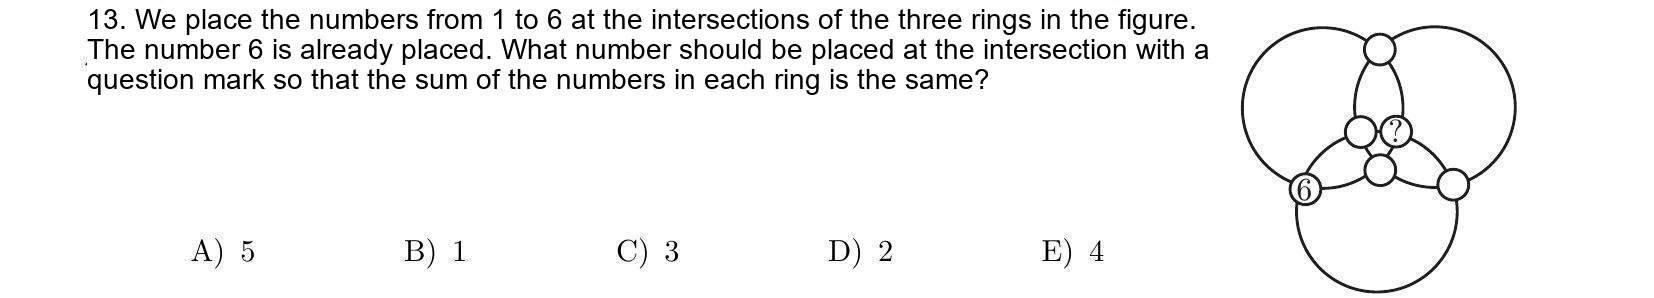 13. We place the numbers from 1 to 6 at the intersections of the three rings in the figure.
The number 6 is already placed. What number should be placed at the intersection with a
question mark so that the sum of the numbers in each ring is the same?
?
6
A) 5 B) 1 C) 3 D) 2 E) 4